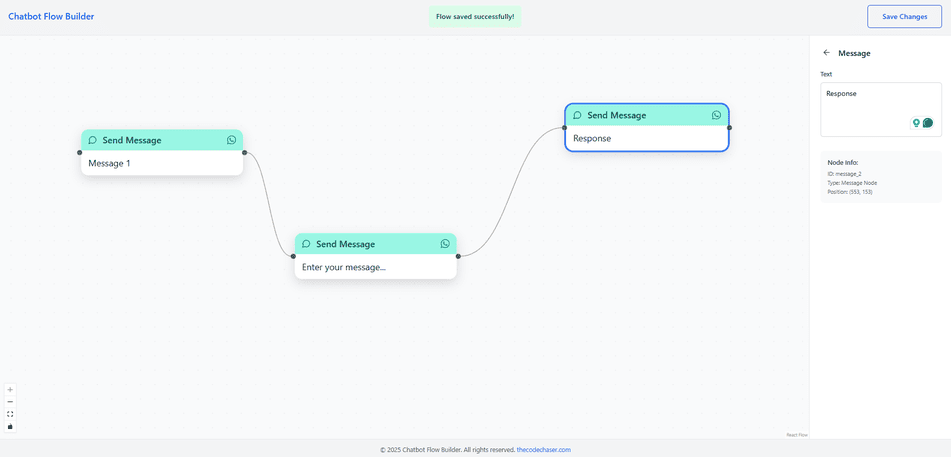 Chatbot Flow Builder
Flow saved successfully!
Save Changes
Message
Text
Response
Node Info:
ID: message_2
Type: Message Node
Position: (553, 153)
Send Message
Message 1
Send Message
Enter your message...
Send Message
Response
React Flow
© 2025 Chatbot Flow Builder. All rights reserved. thecodechaser.com